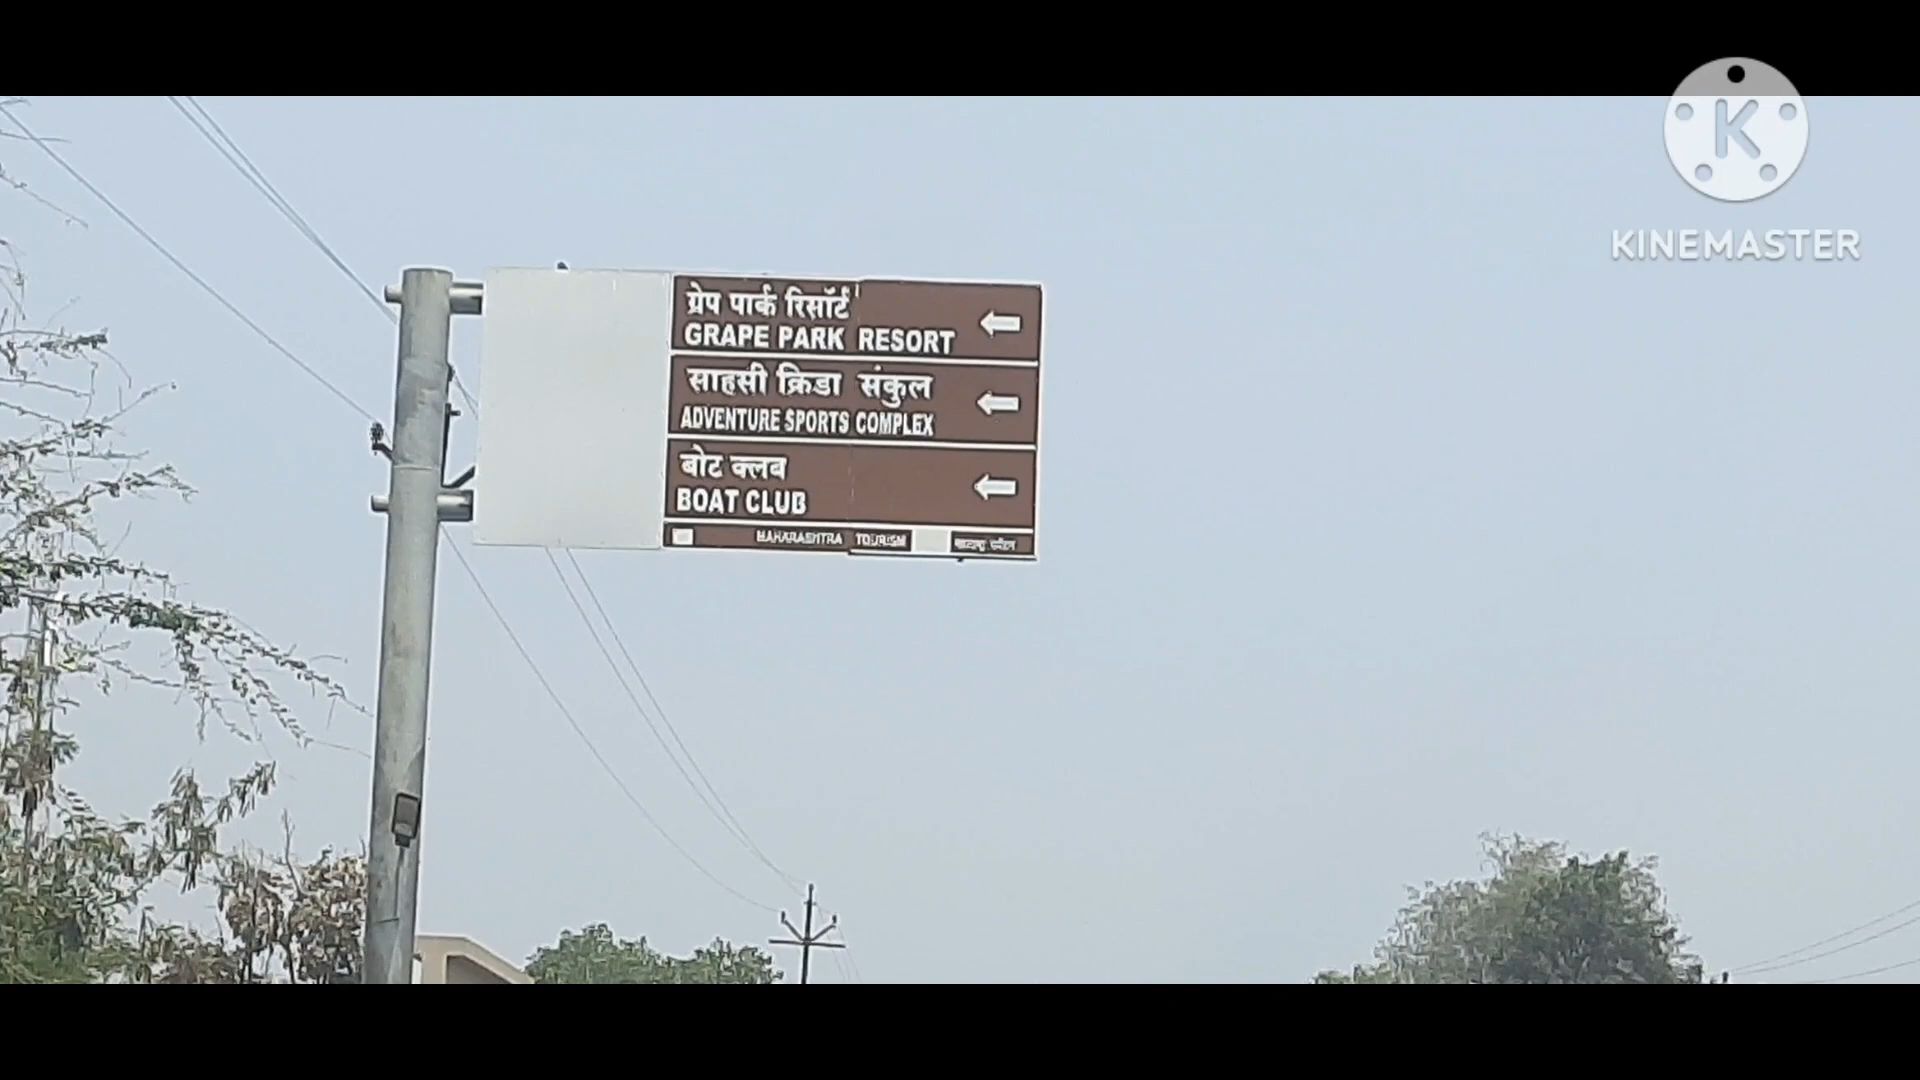 ग्रेप पार्क रिसॉर्ट
GRAPE PARK RESORT
साहसी क्रिडा संकुल
ADVENTURE SPORTS COMPLEX
बोट क्लब
BOAT CLUB
MAHARASHTRA TOURISM
K
KINEMASTER